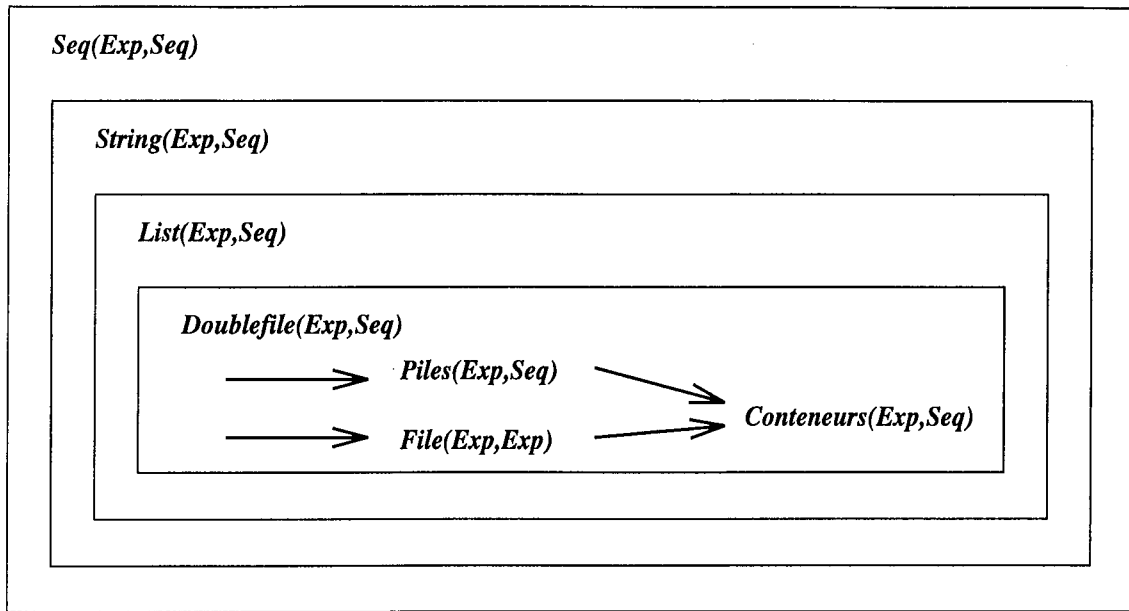 Seq(Exp,Seq)
String(Exp,Seq)
List(Exp,Seq)
Doublefile(Exp,Seq)
Piles(Exp,Seq)
Conteneurs(Exp,Seq)
File(Exp,Exp)